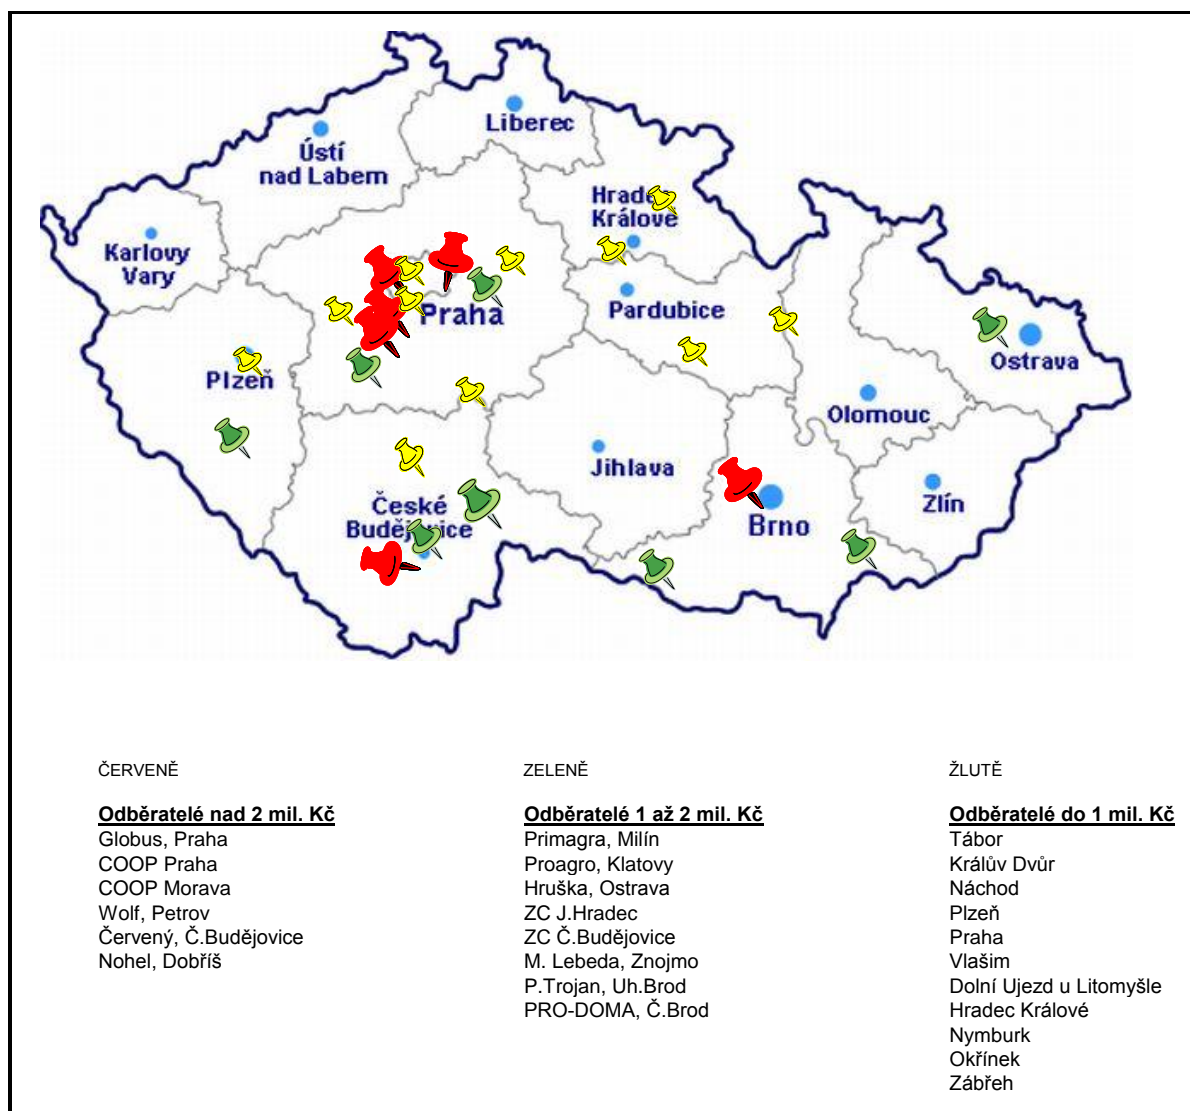 Liberec
Ústí
nad Labem
Hradec
Králové
Karlovy
Vary
Praha
Pardubice
Plzeň
Ostrava
Olomouc
Jihlava
Zlín
České
Budějovice
Brno
ČERVENĚ
Odběratelé nad 2 mil. Kč
Globus, Praha
COOP Praha
COOP Morava
Wolf, Petrov
Červený, Č.Budějovice
Nohel, Dobříš
ZELENĚ
Odběratelé 1 až 2 mil. Kč
Primagra, Milín
Proagro, Klatovy
Hruška, Ostrava
ZC J.Hradec
ZC Č.Budějovice
M. Lebeda, Znojmo
P.Trojan, Uh.Brod
PRO-DOMA, Č.Brod
ŽLUTĚ
Odběratelé do 1 mil. Kč
Tábor
Králův Dvůr
Náchod
Plzeň
Praha
Vlašim
Dolní Ujezd u Litomyšle
Hradec Králové
Nymburk
Okřínek
Zábřeh